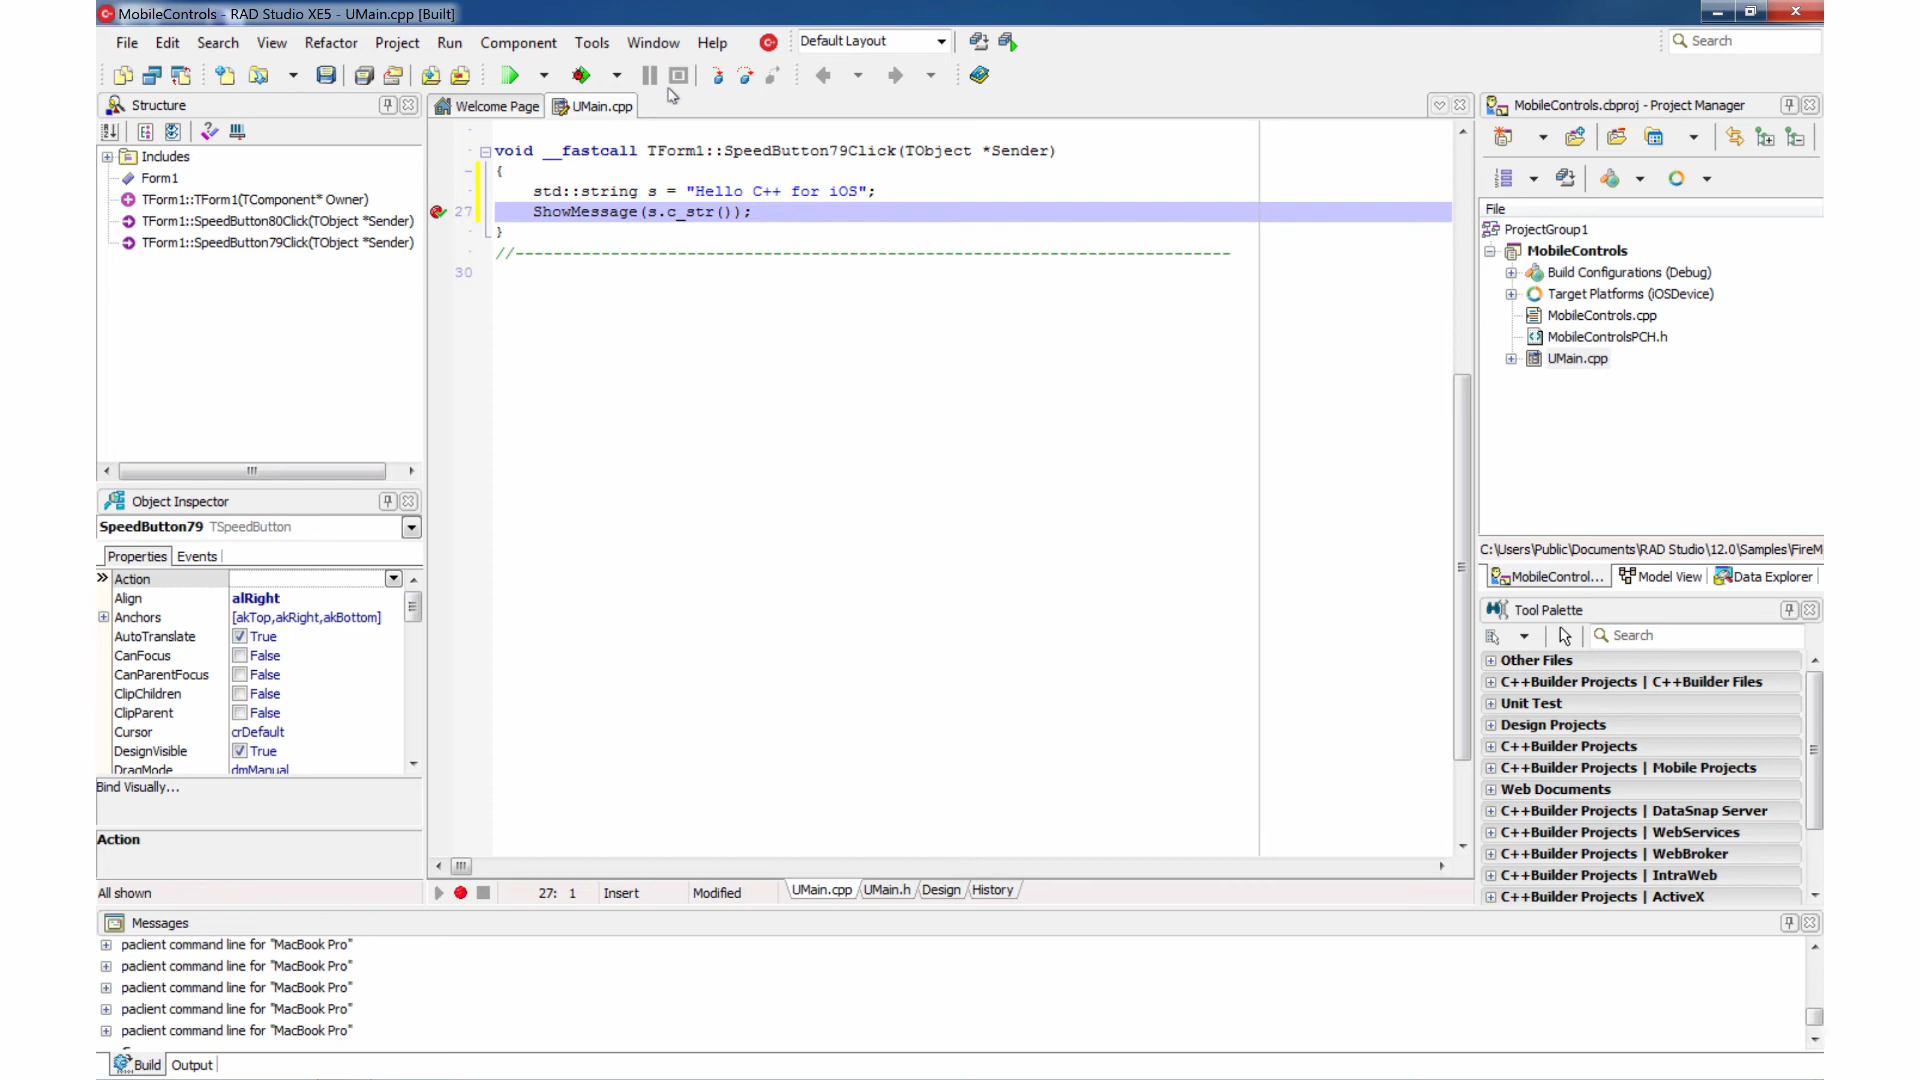 MobileControls - RAD Studio XE5 - UMain.cpp [Built]
File Edit Search View Refactor Project Run Component Tools Window Help
Default Layout
Search
Structure
Includes
Form1
TForm1::TForm1(TComponent* Owner)
TForm1::SpeedButton80Click(TObject *Sender)
TForm1::SpeedButton79Click(TObject *Sender)
Object Inspector
SpeedButton79 TSpeedButton
Properties Events
Action
Align alRight
Anchors [akTop,akRight,akBottom]
AutoTranslate True
CanFocus False
CanParentFocus False
ClipChildren False
ClipParent False
Cursor crDefault
DesignVisible True
DragMode dmManual
Bind Visually...
Action
All shown
Welcome Page UMain.cpp
void __fastcall TForm1::SpeedButton79Click(TObject *Sender)
{
std::string s = "Hello C++ for iOS";
27 ShowMessage(s.c_str());
}
//---------------------------------------------------------------------------
30
27: 1 Insert Modified
UMain.cpp UMain.h Design History
MobileControls.cbproj - Project Manager
File
ProjectGroup1
MobileControls
Build Configurations (Debug)
Target Platforms (iOSDevice)
MobileControls.cpp
MobileControlsPCH.h
UMain.cpp
C:\Users\Public\Documents\RAD Studio\12.0\Samples\FireM
MobileControl... Model View Data Explorer
Tool Palette
Search
Other Files
C++Builder Projects | C++Builder Files
Unit Test
Design Projects
C++Builder Projects
C++Builder Projects | Mobile Projects
Web Documents
C++Builder Projects | DataSnap Server
C++Builder Projects | WebServices
C++Builder Projects | WebBroker
C++Builder Projects | IntraWeb
C++Builder Projects | ActiveX
Messages
paclient command line for "MacBook Pro"
paclient command line for "MacBook Pro"
paclient command line for "MacBook Pro"
paclient command line for "MacBook Pro"
paclient command line for "MacBook Pro"
Build Output